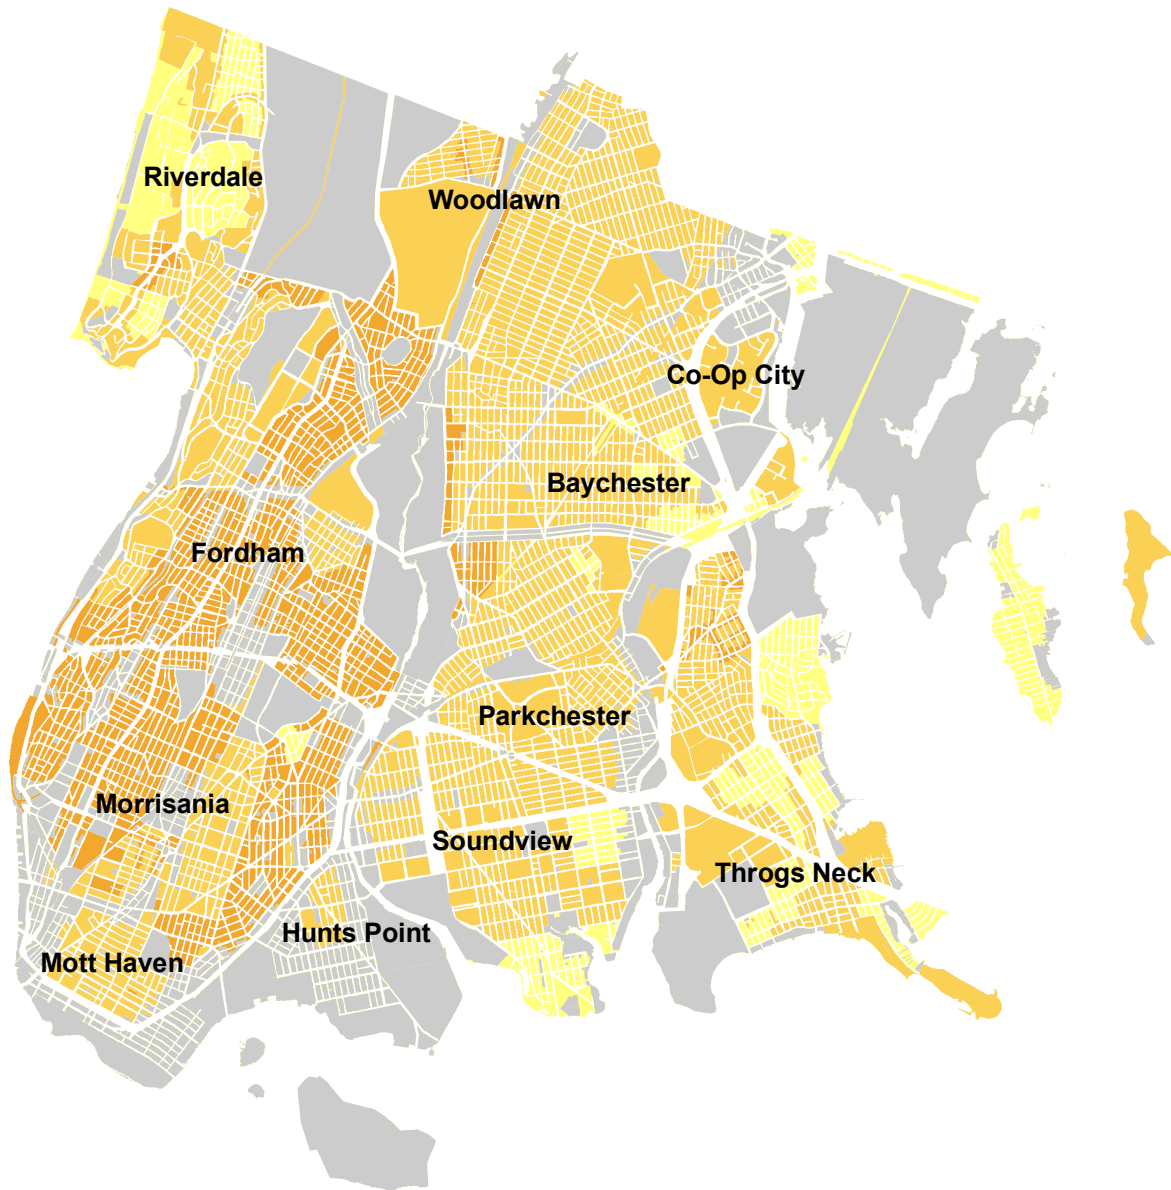 Riverdale
Woodlawn
Co-Op City
Baychester
Fordham
Parkchester
Morrisania
Soundview
Throgs Neck
Hunts Point
Mott Haven